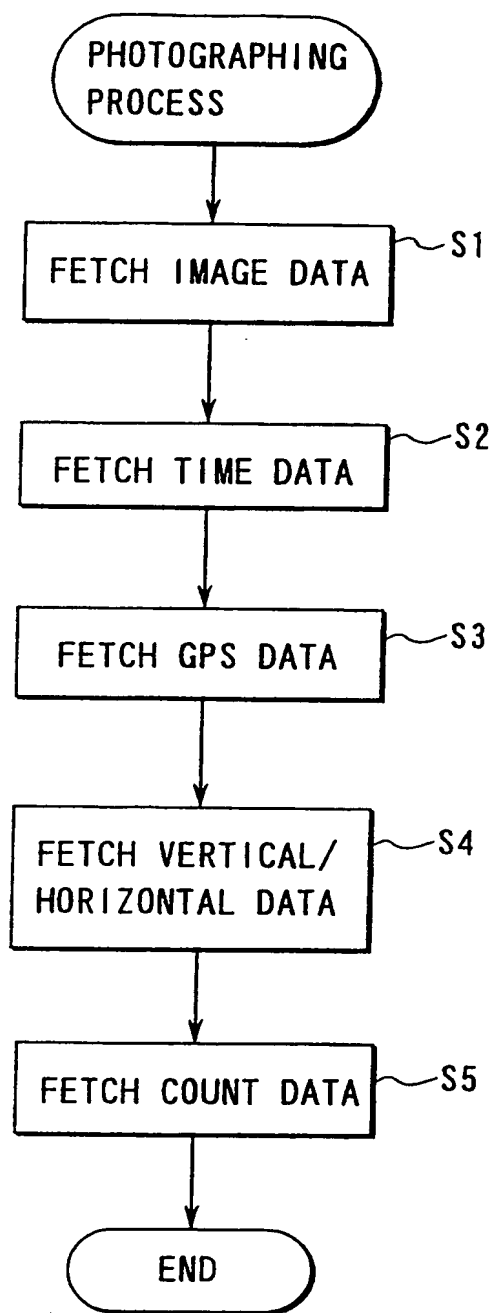 PHOTOGRAPHING
PROCESS
S1
FETCH IMAGE DATA
S2
FETCH TIME DATA
S3
FETCH GPS DATA
S4
FETCH VERTICAL/
HORIZONTAL DATA
S5
FETCH COUNT DATA
END